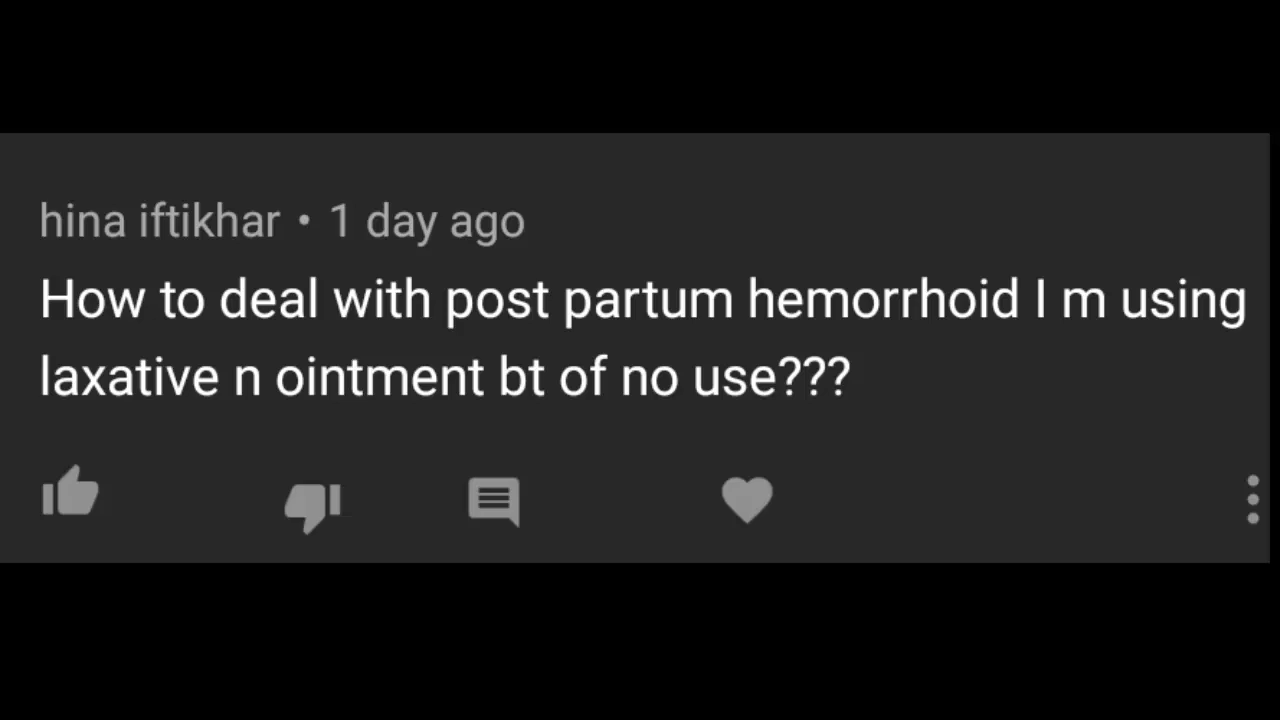 hina iftikhar • 1 day ago
How to deal with post partum hemorrhoid I m using
laxative n ointment bt of no use???